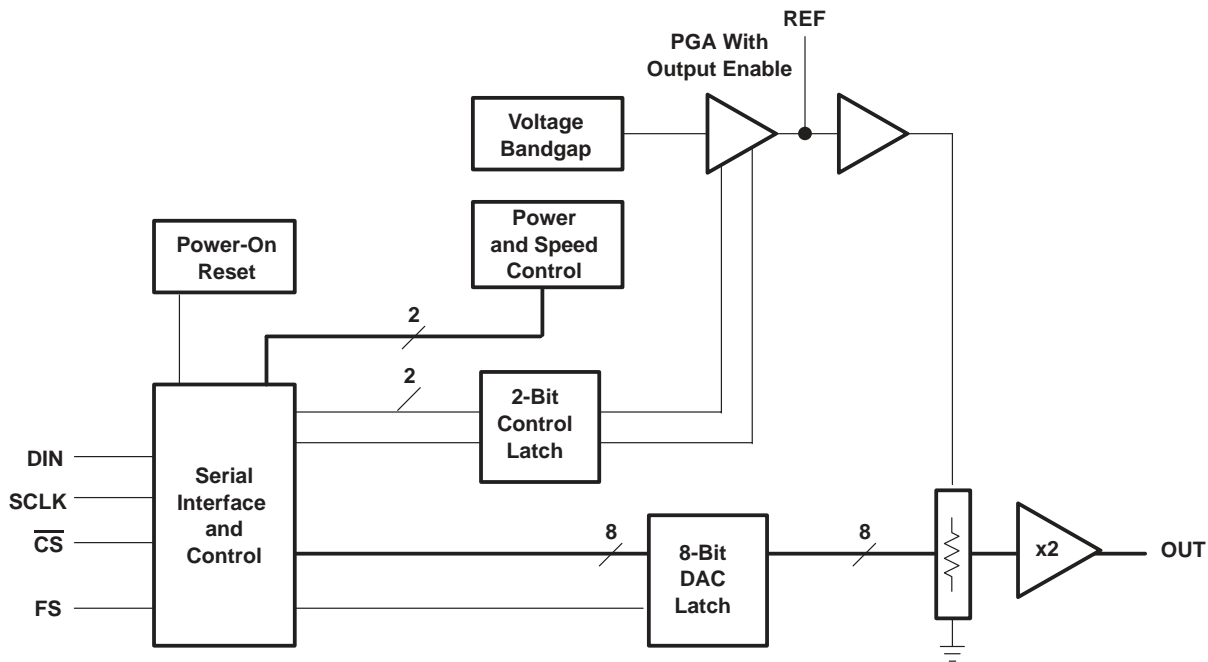 REF
PGA With
Output Enable
Voltage
Bandgap
Power
and Speed
Control
Power-On
Reset
2
2
2-Bit
Control
Latch
DIN
SCLK
CS
FS
Serial
Interface
and
Control
8
8-Bit
DAC
Latch
8
x2
OUT